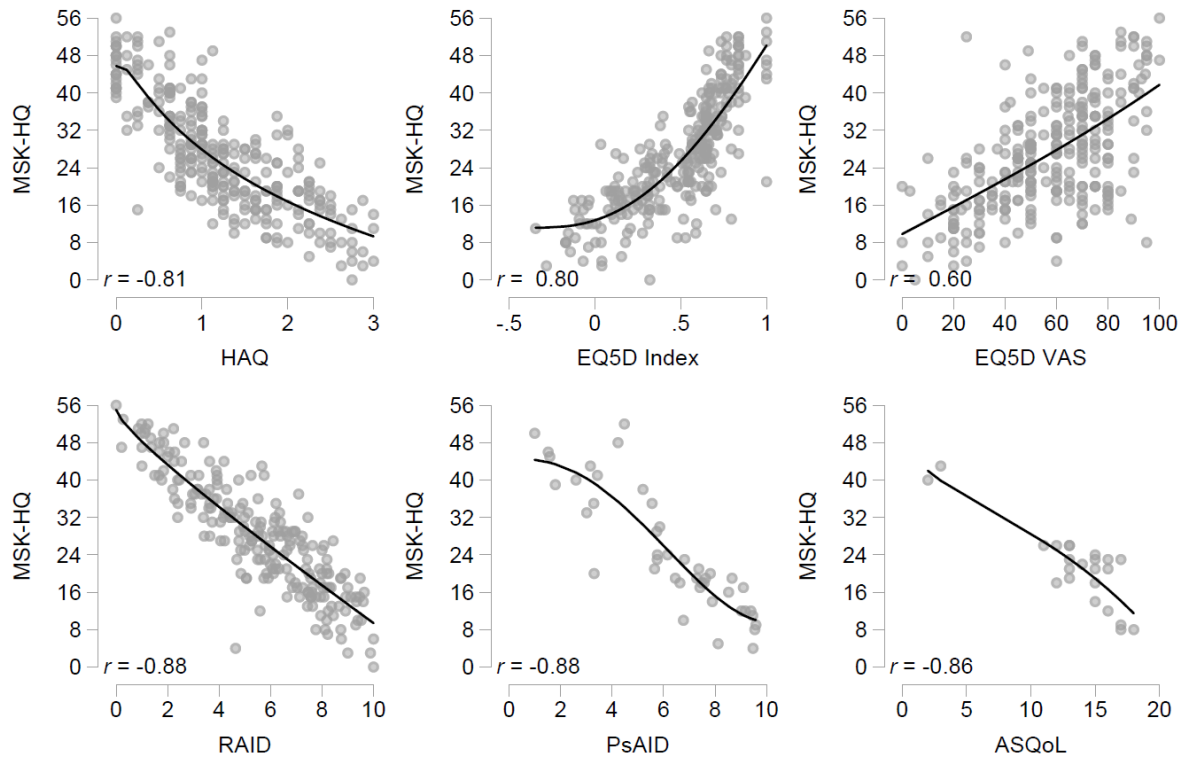 56
48
40
32
24
16
8
0
MSK-HQ
r = -0.81
0 1 2 3
HAQ
56
48
40
32
24
16
8
0
MSK-HQ
r = 0.80
-.5 0 .5 1
EQ5D Index
56
48
40
32
24
16
8
0
MSK-HQ
r = 0.60
0 20 40 60 80 100
EQ5D VAS
56
48
40
32
24
16
8
0
MSK-HQ
r = -0.88
0 2 4 6 8 10
RAID
56
48
40
32
24
16
8
0
MSK-HQ
r = -0.88
0 2 4 6 8 10
PsAID
56
48
40
32
24
16
8
0
MSK-HQ
r = -0.86
0 5 10 15 20
ASQoL